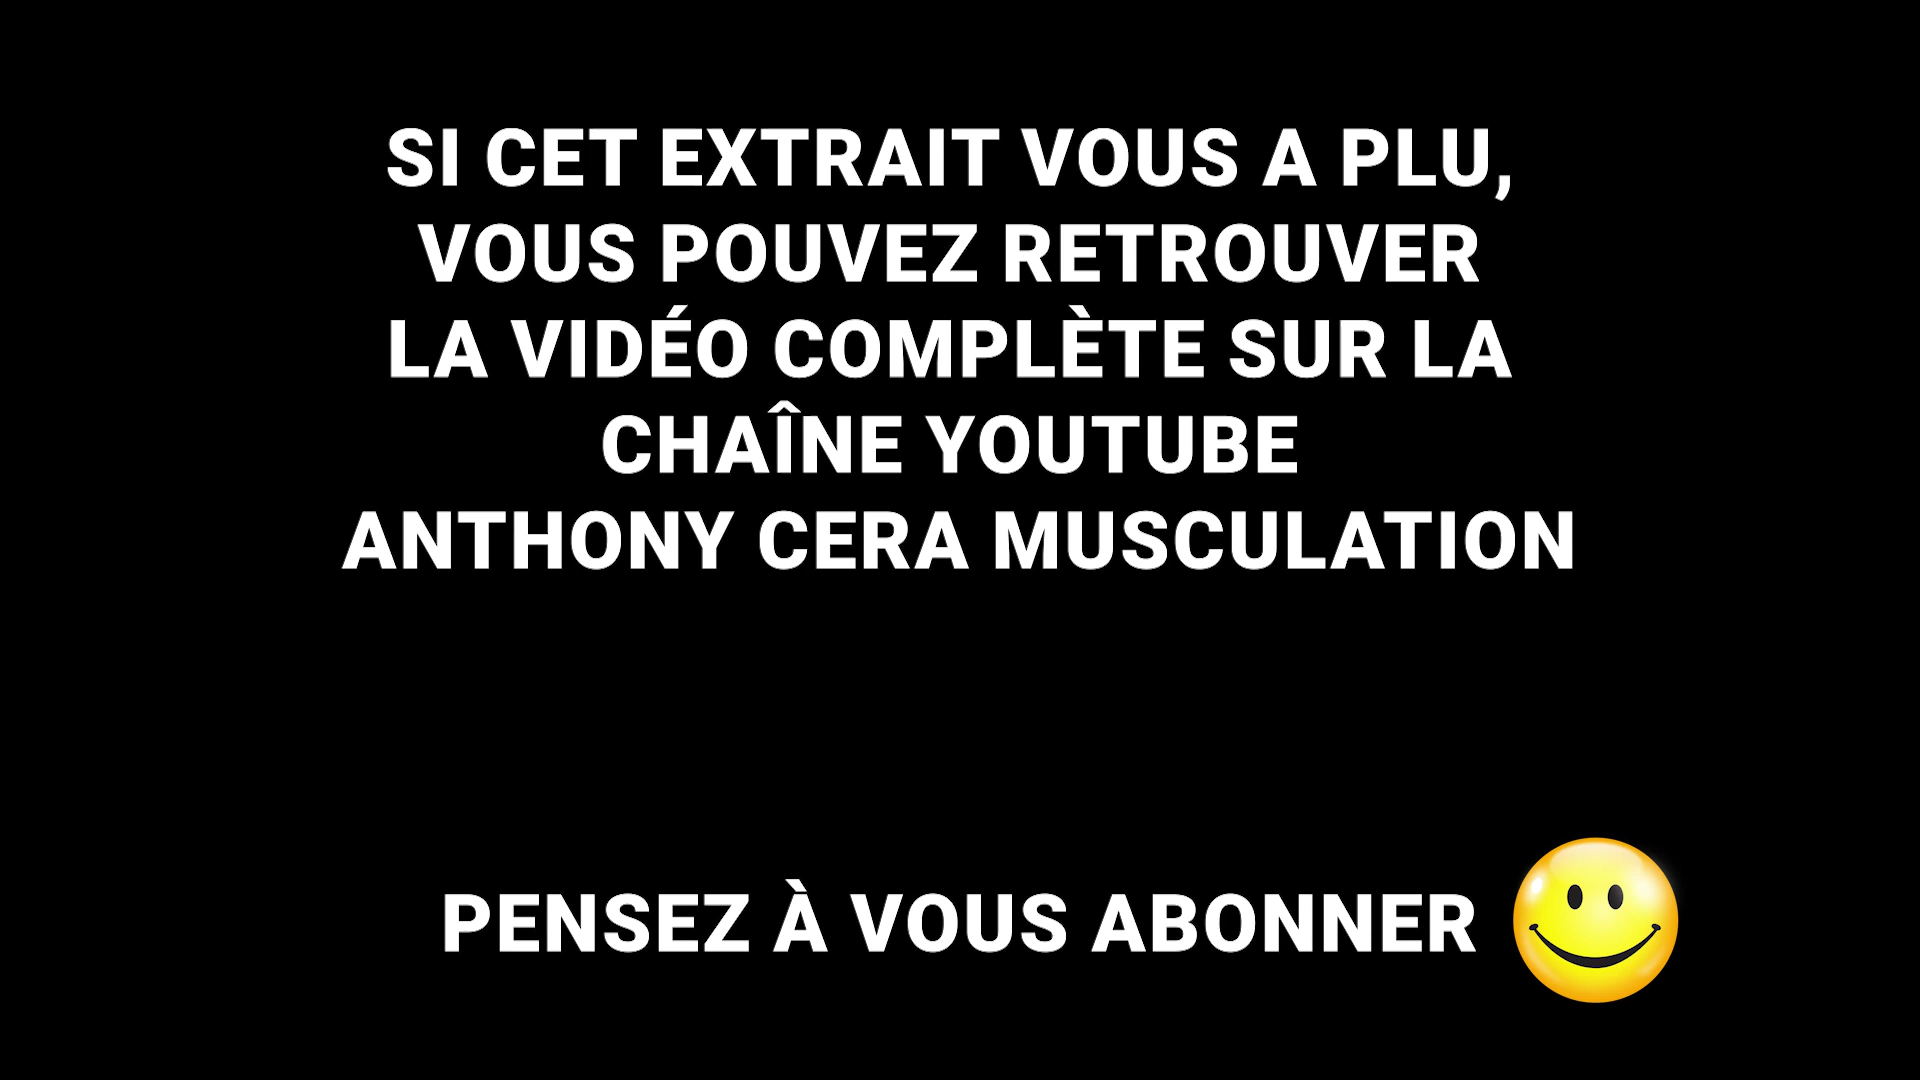 SI CET EXTRAIT VOUS A PLU,
VOUS POUVEZ RETROUVER
LA VIDÉO COMPLÈTE SUR LA
CHAÎNE YOUTUBE
ANTHONY CERA MUSCULATION
PENSEZ À VOUS ABONNER